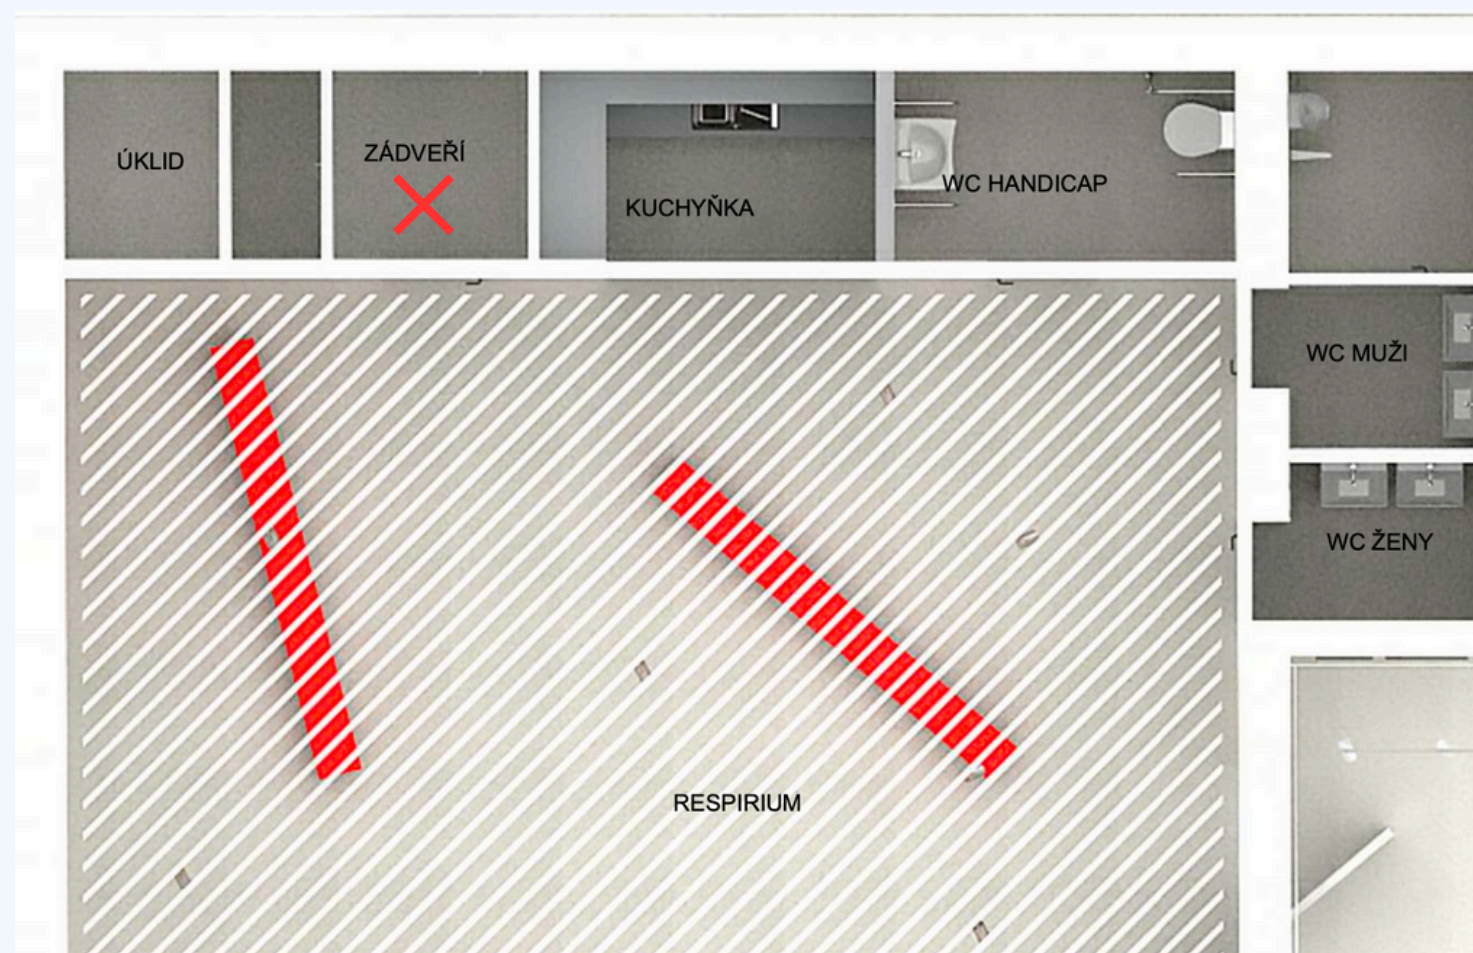 ÚKLID
ZÁDVEŘÍ
KUCHYŇKA
WC HANDICAP
WC MUŽI
WC ŽENY
RESPIRIUM